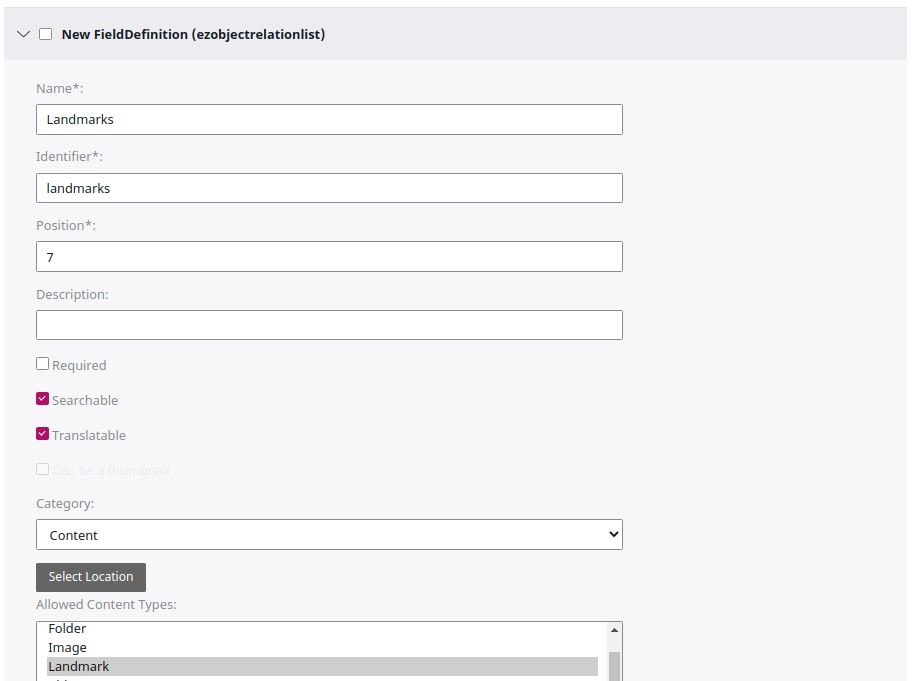 New FieldDefinition (ezobjectrelationlist)
Name*:
Landmarks
Identifier*:
landmarks
Position*:
7
Description:
Required
Searchable
Translatable
Can be a thumbnail
Category:
Content
Select Location
Allowed Content Types:
Folder
Image
Landmark